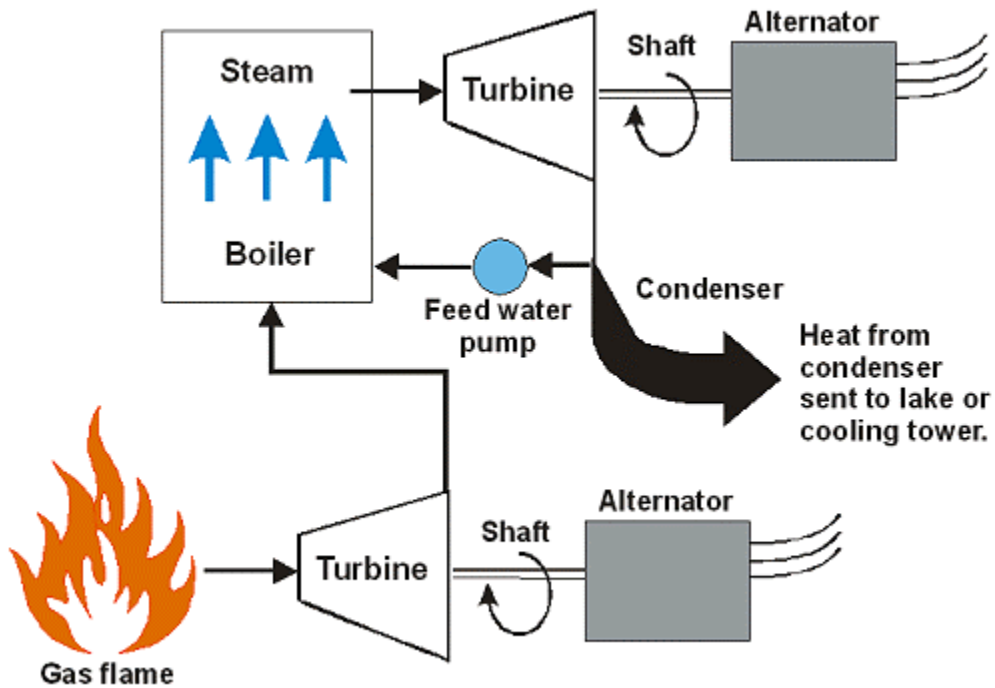 Alternator
Shaft
Steam
Turbine
Boiler
Feed water
pump
Condenser
Heat from
condenser
sent to lake or
cooling tower.
Alternator
Shaft
Turbine
Gas flame